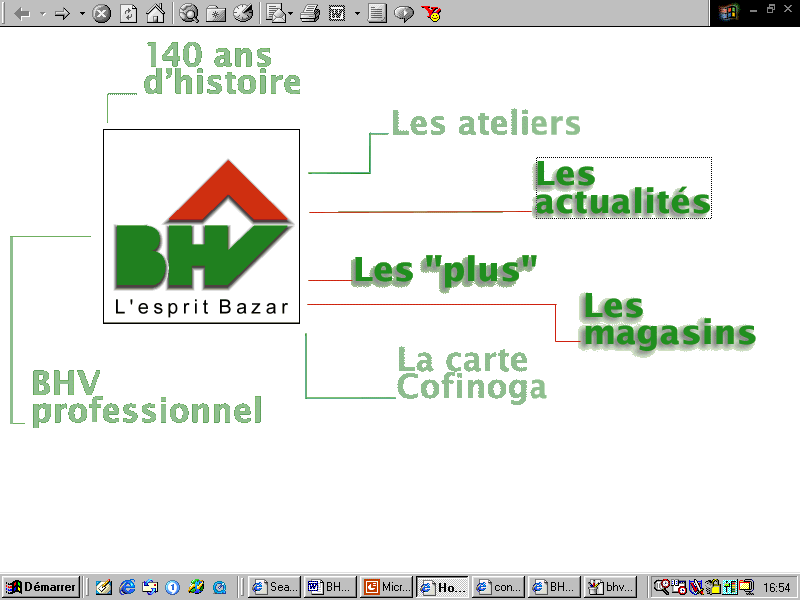 140 ans
d'histoire
Les ateliers
Les
actualités
BHV
L'esprit Bazar
Les "plus"
Les
magasins
La carte
Cofinoga
BHV
professionnel
Démarrer
Sea...
BH...
Micr...
Ho...
con...
BH...
bhv...
16:54